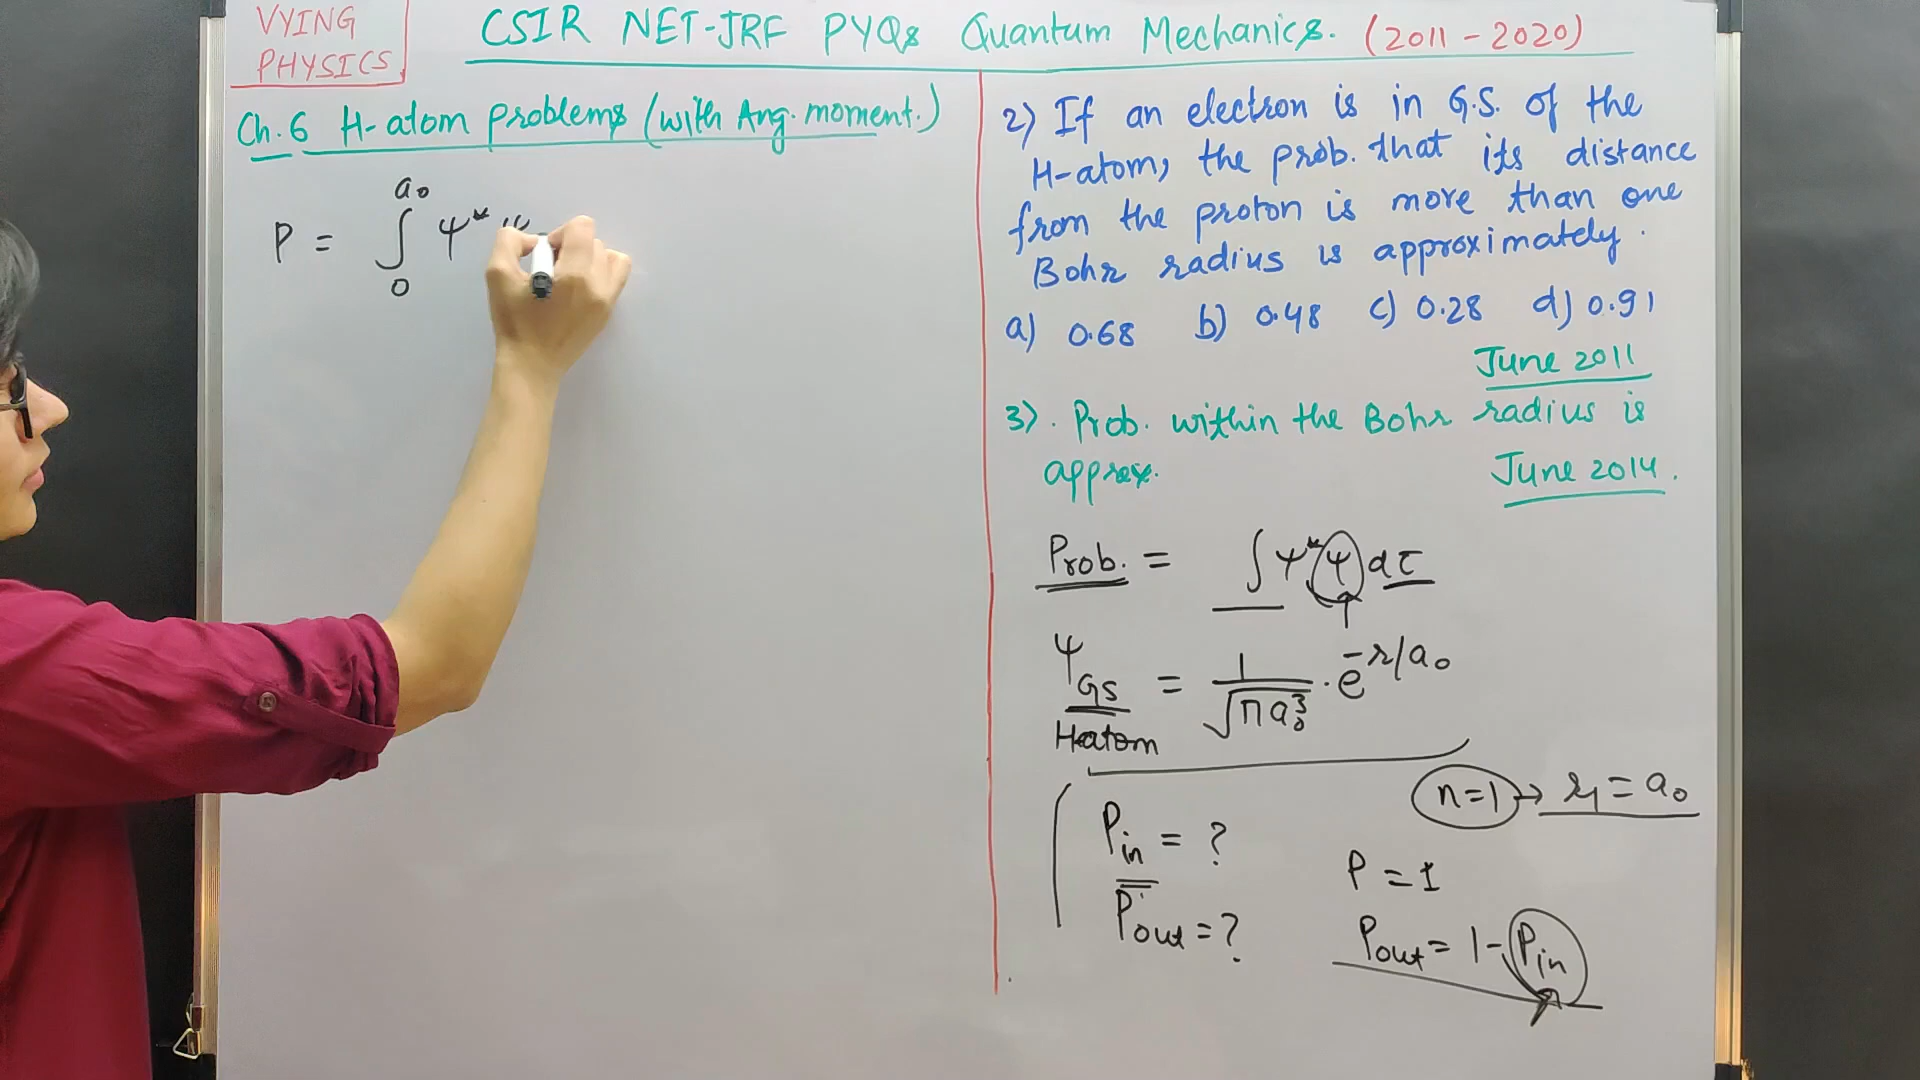 VYING
PHYSICS
CSIR NET-JRF PYQs Quantum Mechanics. (2011-2020)
Ch.6 H-atom problems (with Ang. moment.)
P = ∫₀^{a₀} ψ* ψ
2) If an electron is in G.S. of the
H-atom, the prob. that its distance
from the proton is more than one
Bohr radius is approximately.
a) 0.68 b) 0.48 c) 0.28 d) 0.91
June 2011
3). Prob. within the Bohr radius is
approx. June 2014.
Prob. = ∫ψ*ψ dτ
ψ_GS = 1/√(πa₀³) · e^{-r/a₀}
H-atom
n=1 → r₁ = a₀
P_in = ?
P = 1
P_out = ?
P_out = 1 - P_in